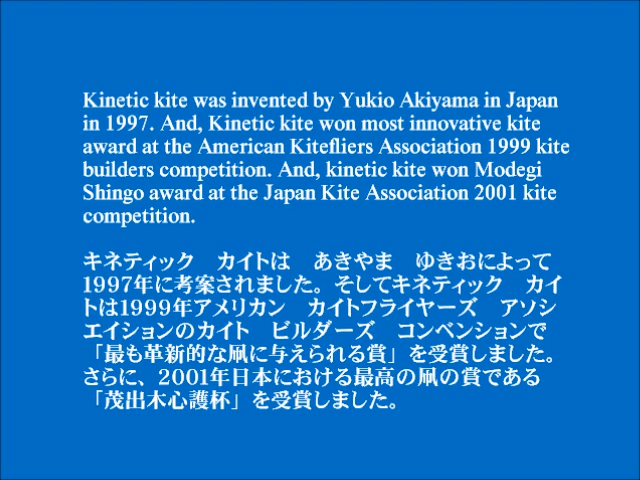 Kinetic kite was invented by Yukio Akiyama in Japan
in 1997. And, Kinetic kite won most innovative kite
award at the American Kitefliers Association 1999 kite
builders competition. And, kinetic kite won Modegi
Shingo award at the Japan Kite Association 2001 kite
competition.
キネティック　カイトは　あきやま　ゆきおによって
1997年に考案されました。そしてキネティック　カイ
トは1999年アメリカン　カイトフライヤーズ　アソシ
エイションのカイト　ビルダーズ　コンペンションで
「最も革新的な凧に与えられる賞」を受賞しました。
さらに、2001年日本における最高の凧の賞である
「茂出木心護杯」を受賞しました。